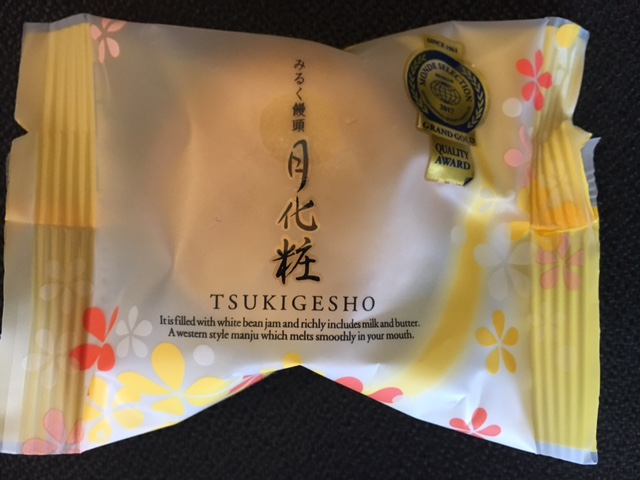 みるく饅頭
月化粧
TSUKIGESHO
It is filled with white bean jam and richly includes milk and butter.
A western style manju which melts smoothly in your mouth.
SINCE 1961
MONDE SELECTION
2017
GRAND GOLD
QUALITY
AWARD